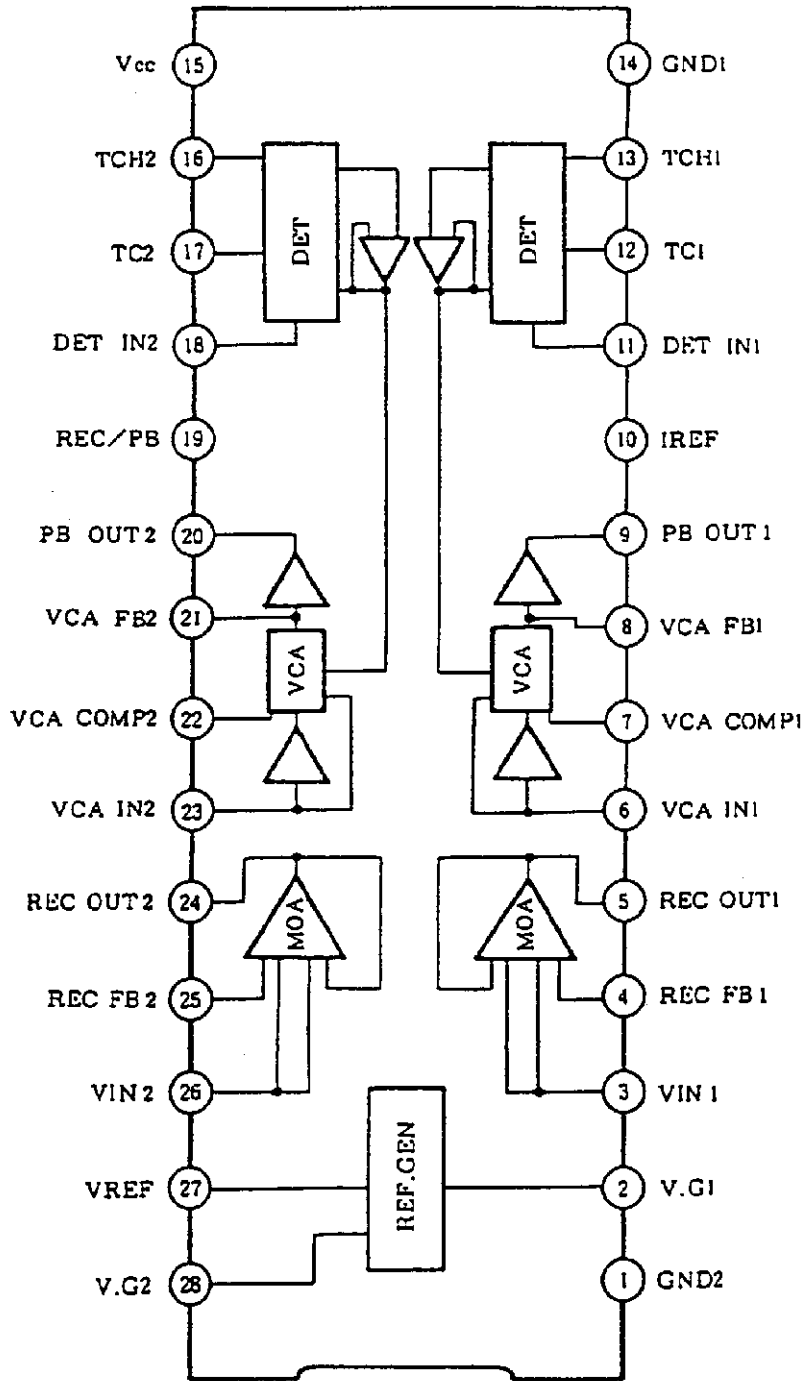 Vcc 15 14 GND1
TCH2 16 13 TCH1
DET DET
TC2 17 12 TC1
DET IN2 18 11 DET IN1
REC/PB 19 10 IREF
PB OUT2 20 9 PB OUT1
VCA FB2 21 8 VCA FB1
VCA VCA
VCA COMP2 22 7 VCA COMP1
VCA IN2 23 6 VCA IN1
REC OUT2 24 5 REC OUT1
MOA MOA
REC FB2 25 4 REC FB1
VIN2 26 3 VIN1
REF.GEN
VREF 27 2 V.G1
V.G2 28 1 GND2